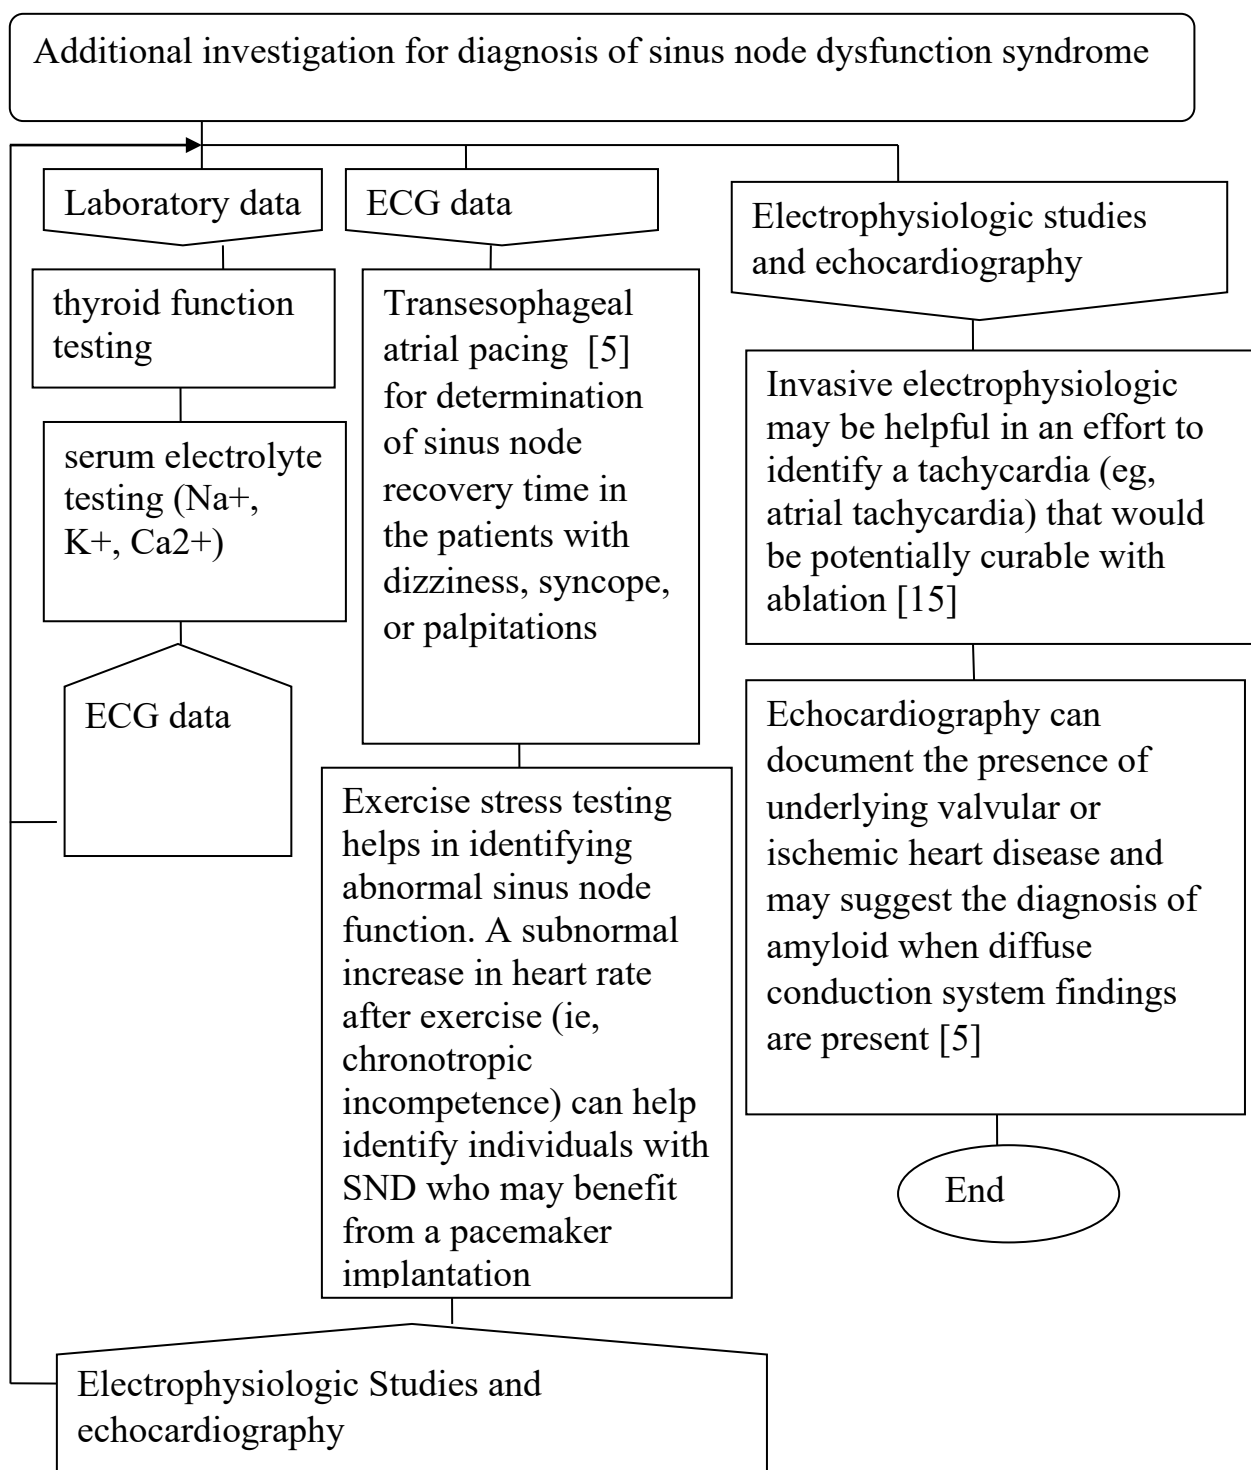 Additional investigation for diagnosis of sinus node dysfunction syndrome
Laboratory data
thyroid function
testing
serum electrolyte
testing (Na+,
K+, Ca2+)
ECG data
ECG data
Transesophageal
atrial pacing [5]
for determination
of sinus node
recovery time in
the patients with
dizziness, syncope,
or palpitations
Exercise stress testing
helps in identifying
abnormal sinus node
function. A subnormal
increase in heart rate
after exercise (ie,
chronotropic
incompetence) can help
identify individuals with
SND who may benefit
from a pacemaker
implantation
Electrophysiologic Studies and
echocardiography
Electrophysiologic studies
and echocardiography
Invasive electrophysiologic
may be helpful in an effort to
identify a tachycardia (eg,
atrial tachycardia) that would
be potentially curable with
ablation [15]
Echocardiography can
document the presence of
underlying valvular or
ischemic heart disease and
may suggest the diagnosis of
amyloid when diffuse
conduction system findings
are present [5]
End